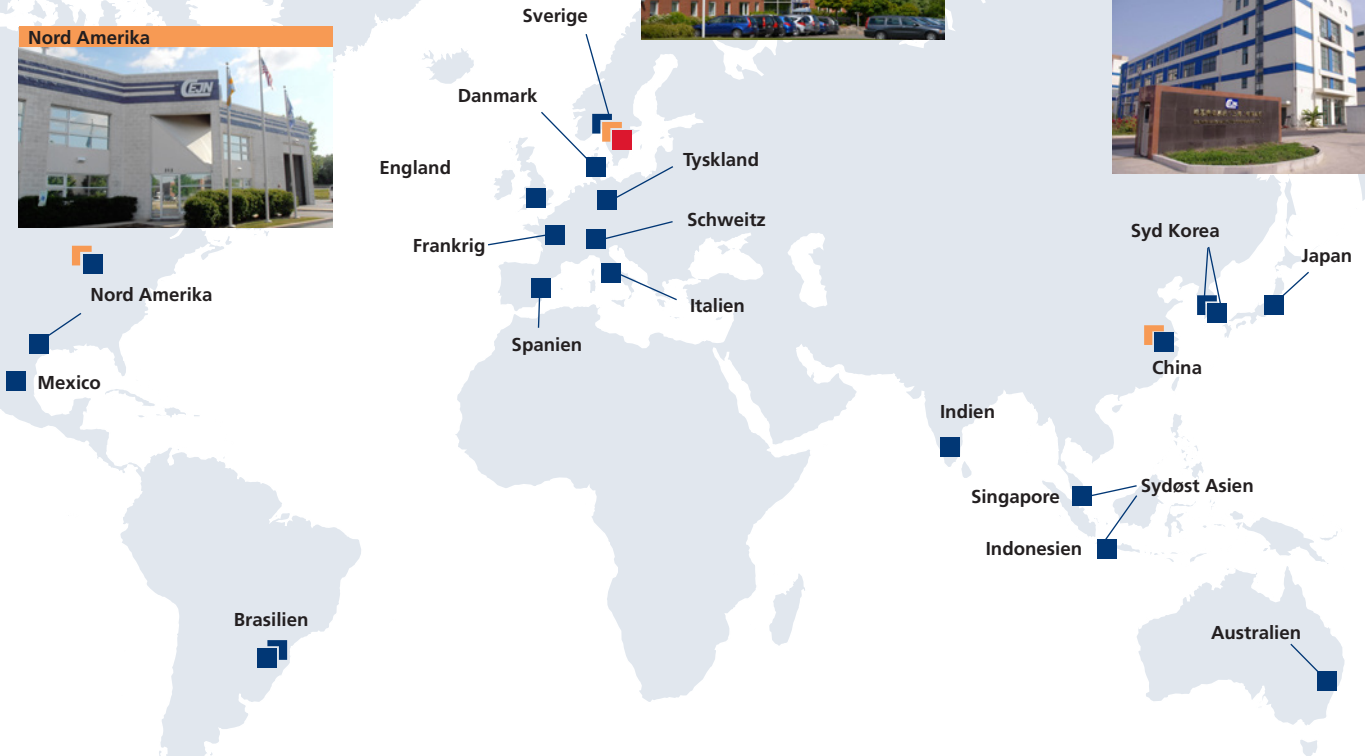 Sverige
Nord Amerika
CEJN
Danmark
England
Tyskland
Schweitz
Frankrig
Syd Korea
Japan
Nord Amerika
Italien
Spanien
China
Mexico
Indien
Sydøst Asien
Singapore
Indonesien
Brasilien
Australien